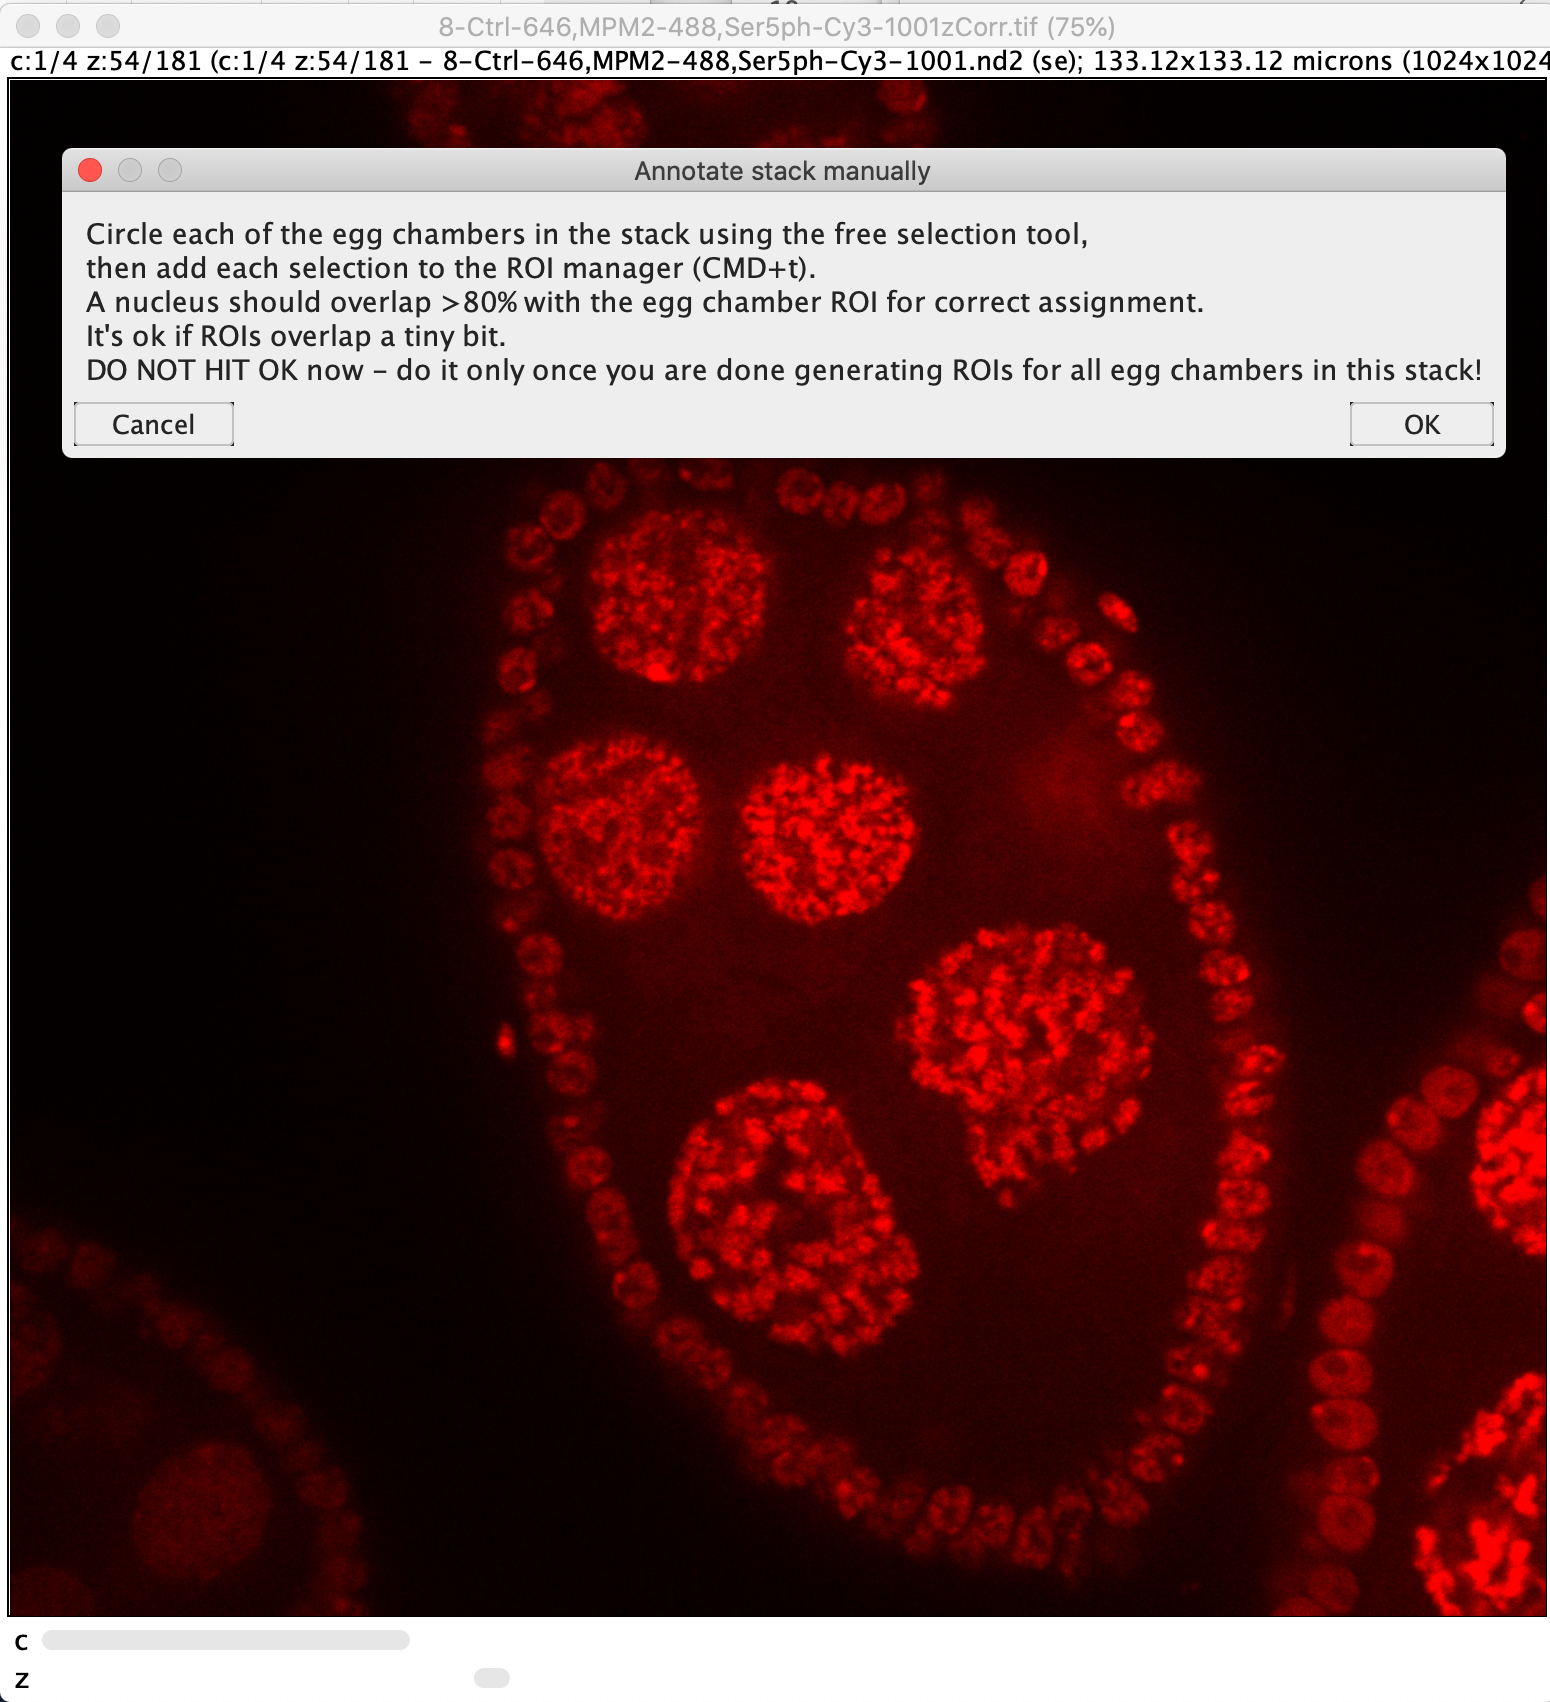 8-Ctrl-646,MPM2-488,Ser5ph-Cy3-1001zCorr.tif (75%)
c:1/4 z:54/181 (c:1/4 z:54/181 - 8-Ctrl-646,MPM2-488,Ser5ph-Cy3-1001.nd2 (se); 133.12x133.12 microns (1024x1024
Annotate stack manually
Circle each of the egg chambers in the stack using the free selection tool,
then add each selection to the ROI manager (CMD+t).
A nucleus should overlap >80% with the egg chamber ROI for correct assignment.
It's ok if ROIs overlap a tiny bit.
DO NOT HIT OK now - do it only once you are done generating ROIs for all egg chambers in this stack!
Cancel OK
c
z